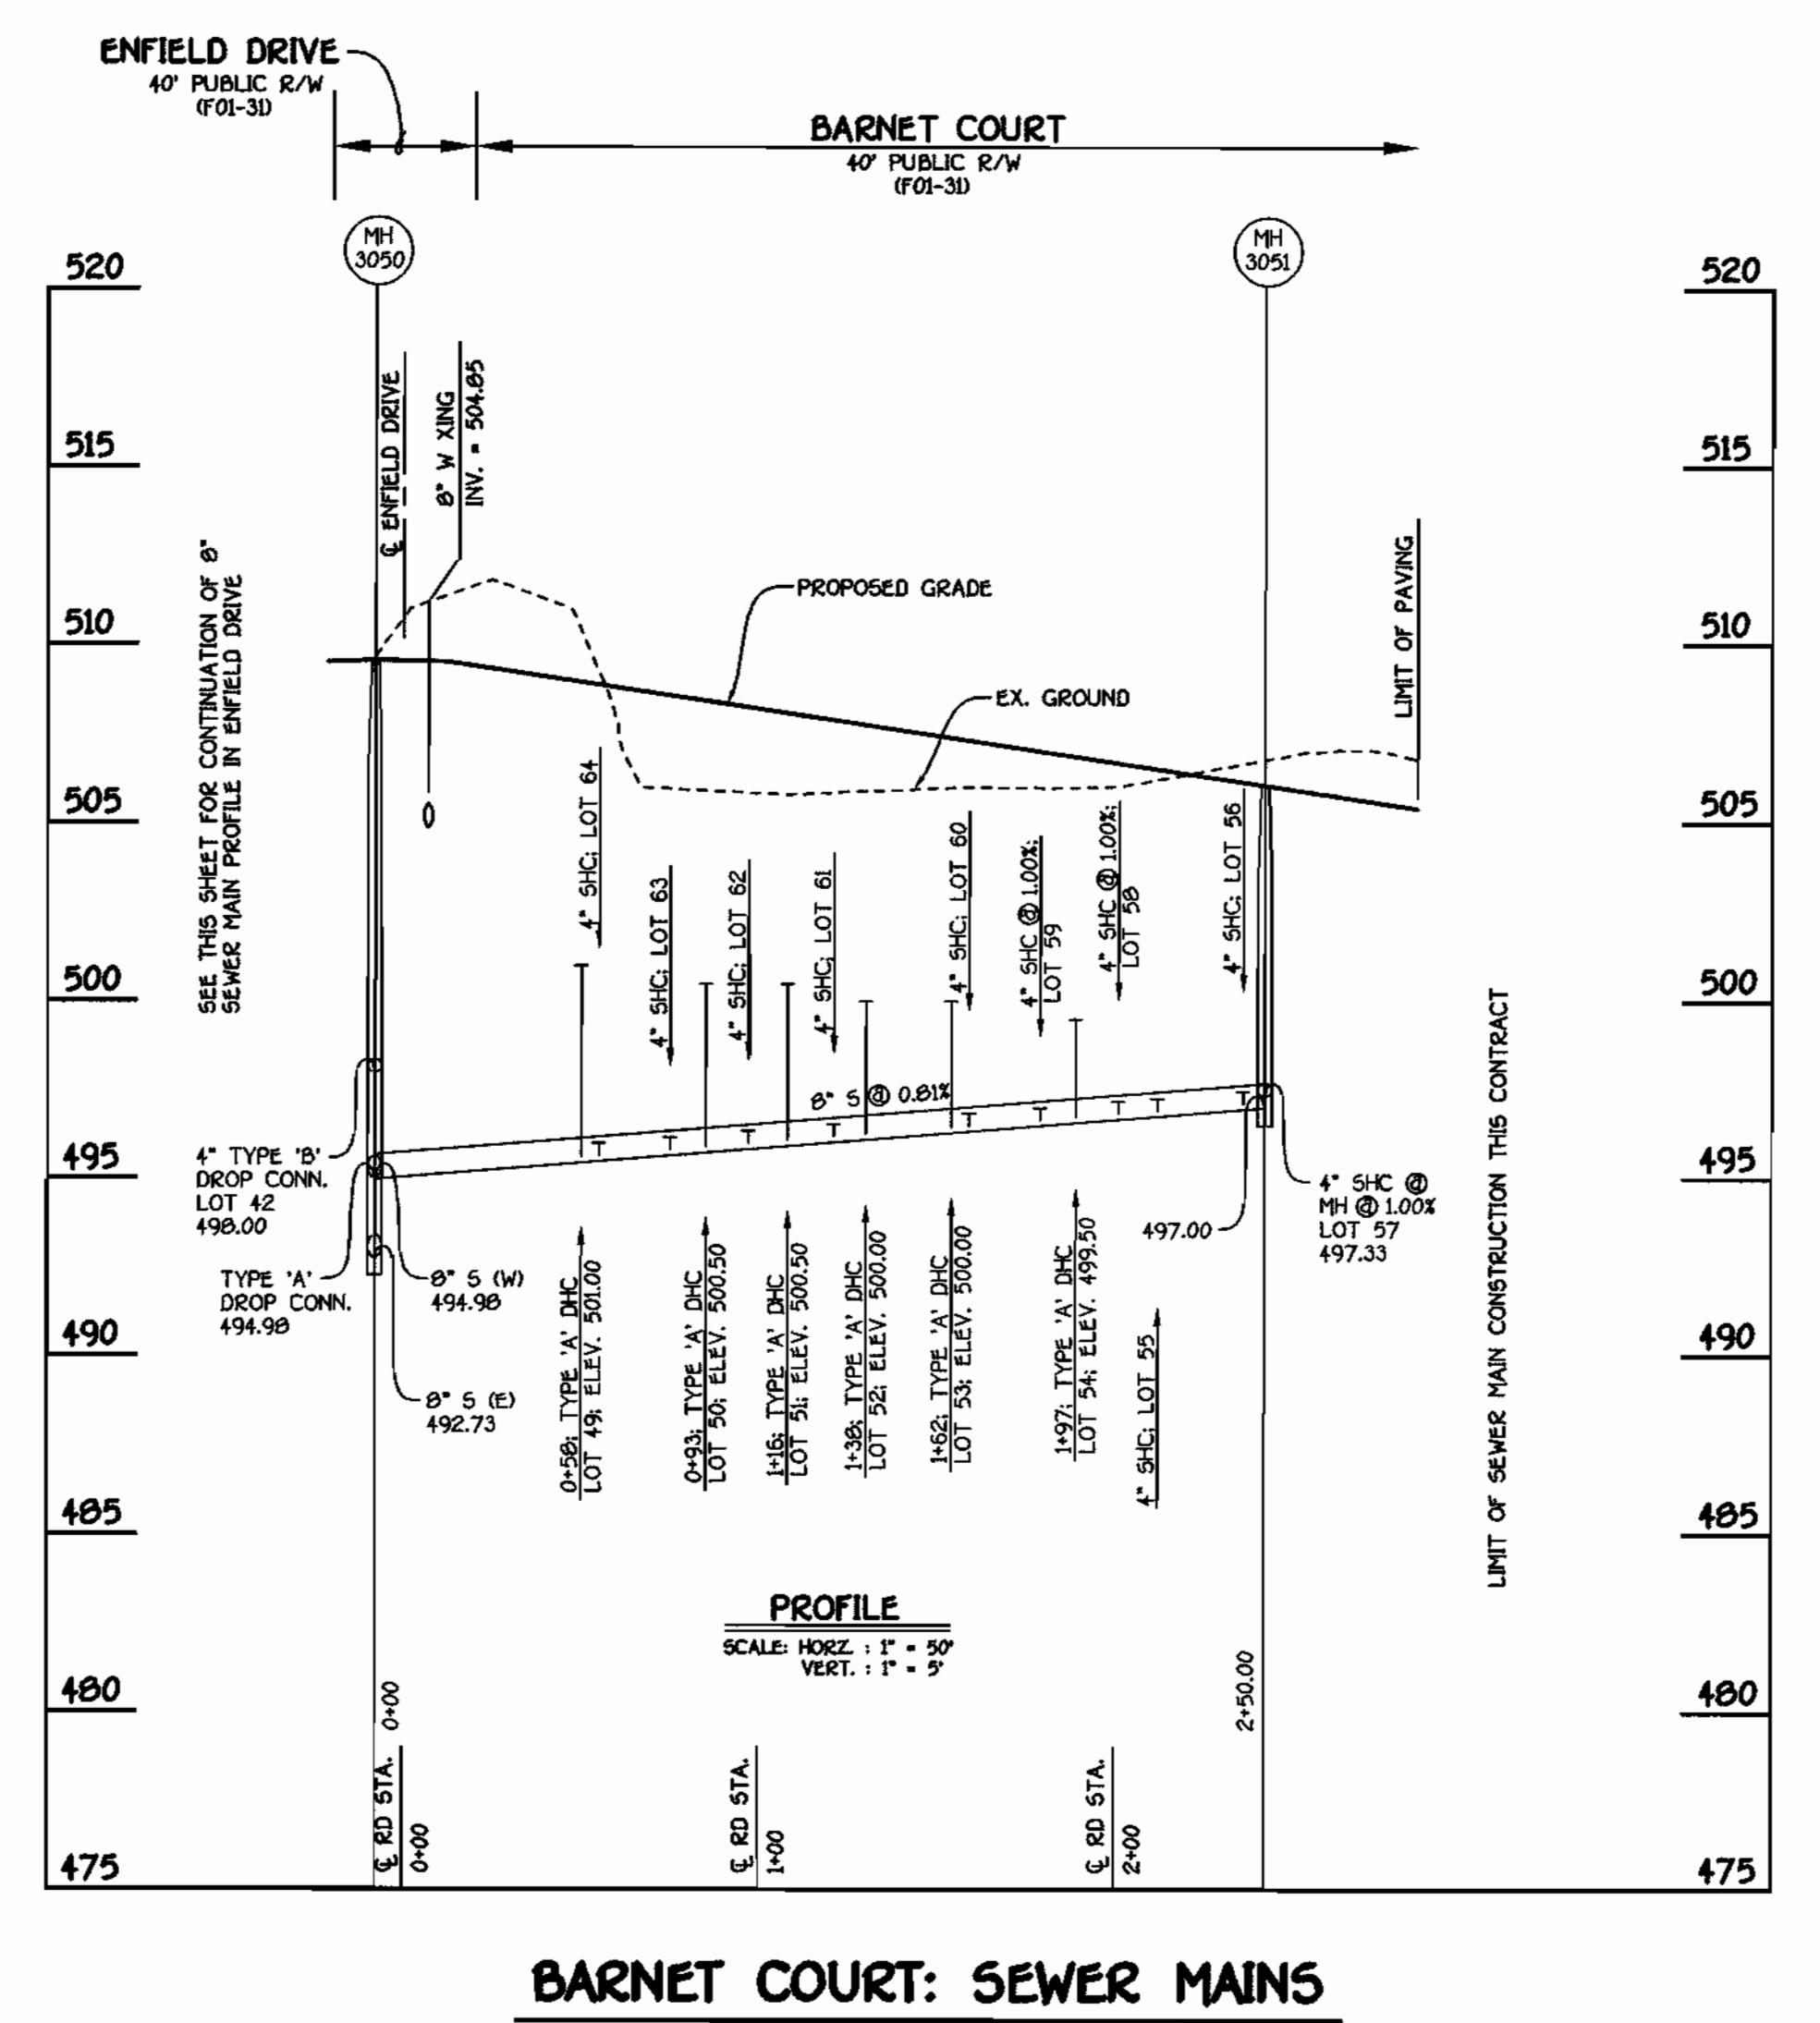 ENFIELD DRIVE
40' PUBLIC R/W
(F01-31)
BARNET COURT
40' PUBLIC R/W
(F01-31)
MH
3050
MH
3051
520
515
510
505
500
495
490
485
480
475
520
515
510
505
500
495
490
485
480
475
SEE THIS SHEET FOR CONTINUATION OF 8"
SEWER MAIN PROFILE IN ENFIELD DRIVE
℄ ENFIELD DRIVE
8" W XING
INV. = 504.85
PROPOSED GRADE
EX. GROUND
LIMIT OF PAVING
4" SHC; LOT 64
4" SHC; LOT 63
4" SHC; LOT 62
4" SHC; LOT 61
4" SHC; LOT 60
4" SHC @ 1.00%;
LOT 59
4" SHC @ 1.00%;
LOT 58
4" SHC; LOT 56
8" S @ 0.81%
4" TYPE 'B'
DROP CONN.
LOT 42
498.00
TYPE 'A'
DROP CONN.
494.98
8" S (W)
494.98
8" S (E)
492.73
0+58; TYPE 'A' DHC
LOT 49; ELEV. 501.00
0+93; TYPE 'A' DHC
LOT 50; ELEV. 500.50
1+16; TYPE 'A' DHC
LOT 51; ELEV. 500.50
1+38; TYPE 'A' DHC
LOT 52; ELEV. 500.00
1+62; TYPE 'A' DHC
LOT 53; ELEV. 500.00
1+97; TYPE 'A' DHC
LOT 54; ELEV. 499.50
4" SHC; LOT 55
497.00
4" SHC @
MH @ 1.00%
LOT 57
497.33
LIMIT OF SEWER MAIN CONSTRUCTION THIS CONTRACT
PROFILE
SCALE: HORZ. : 1" = 50'
VERT. : 1" = 5'
0+00
2+50.00
℄ RD STA.
0+00
℄ RD STA.
1+00
℄ RD STA.
2+00
BARNET COURT: SEWER MAINS